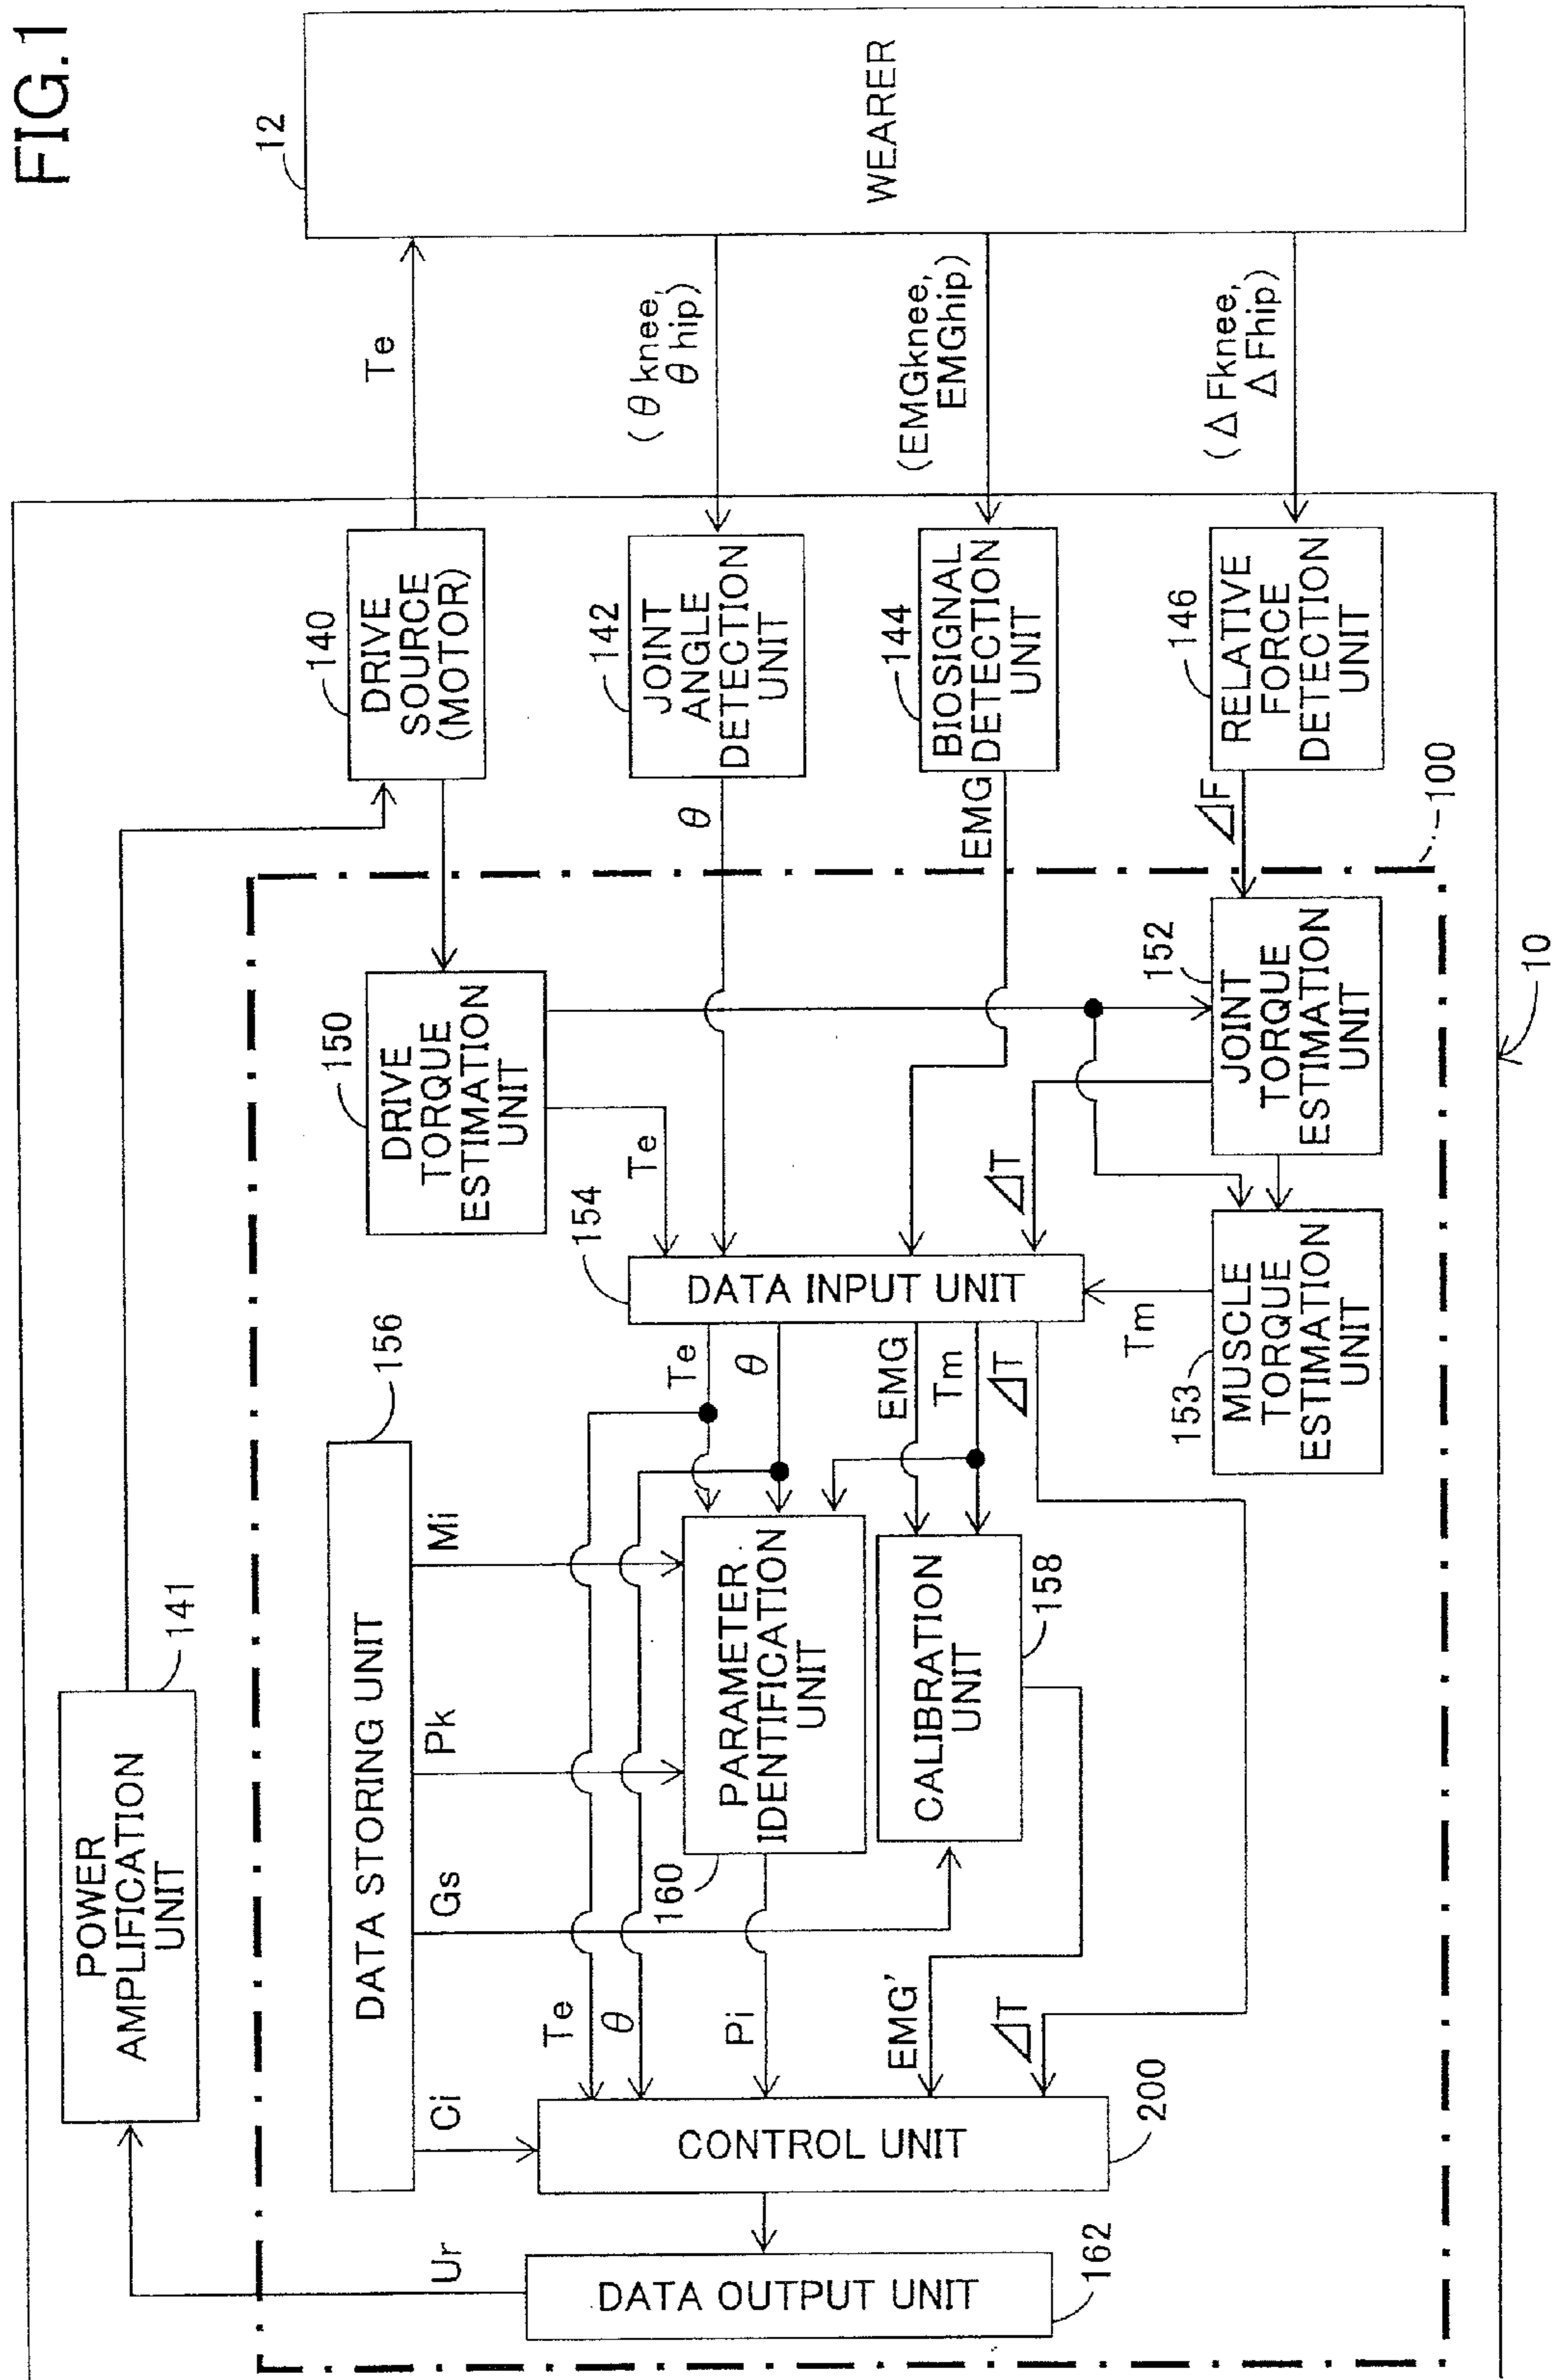 FIG.1
12
WEARER
Te
(θ knee,
θ hip)
(EMGknee,
EMGhip)
(Δ Fknee,
Δ Fhip)
140
DRIVE
SOURCE
(MOTOR)
142
JOINT
ANGLE
DETECTION
UNIT
144
BIOSIGNAL
DETECTION
UNIT
146
RELATIVE
FORCE
DETECTION
UNIT
θ
EMG
ΔF
100
10
150
DRIVE
TORQUE
ESTIMATION
UNIT
152
JOINT
TORQUE
ESTIMATION
UNIT
Te
ΔT
154
DATA INPUT UNIT
Tm
153
MUSCLE
TORQUE
ESTIMATION
UNIT
156
DATA STORING UNIT
Te
θ
EMG
Tm
ΔT
Mi
Pk
Gs
Ci
141
POWER
AMPLIFICATION
UNIT
PARAMETER
IDENTIFICATION
UNIT
160
CALIBRATION
UNIT
158
Te
θ
Pi
EMG'
ΔT
CONTROL UNIT
200
Ur
DATA OUTPUT UNIT
162